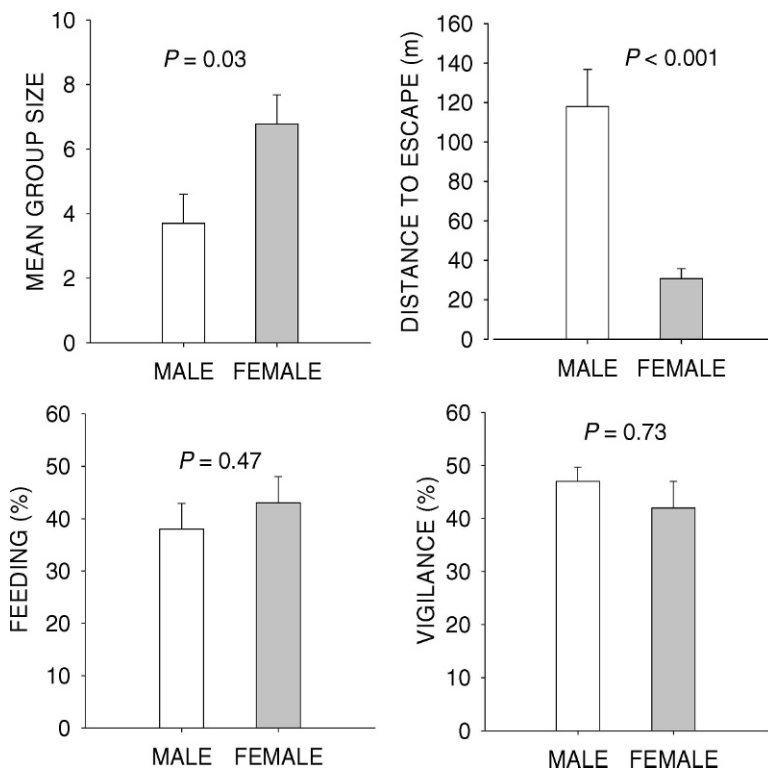 MEAN GROUP SIZE
10
8
6
4
2
0
P = 0.03
MALE FEMALE
DISTANCE TO ESCAPE (m)
160
140
120
100
80
60
40
20
0
P < 0.001
MALE FEMALE
FEEDING (%)
60
50
40
30
20
10
0
P = 0.47
MALE FEMALE
VIGILANCE (%)
60
50
40
30
20
10
0
P = 0.73
MALE FEMALE